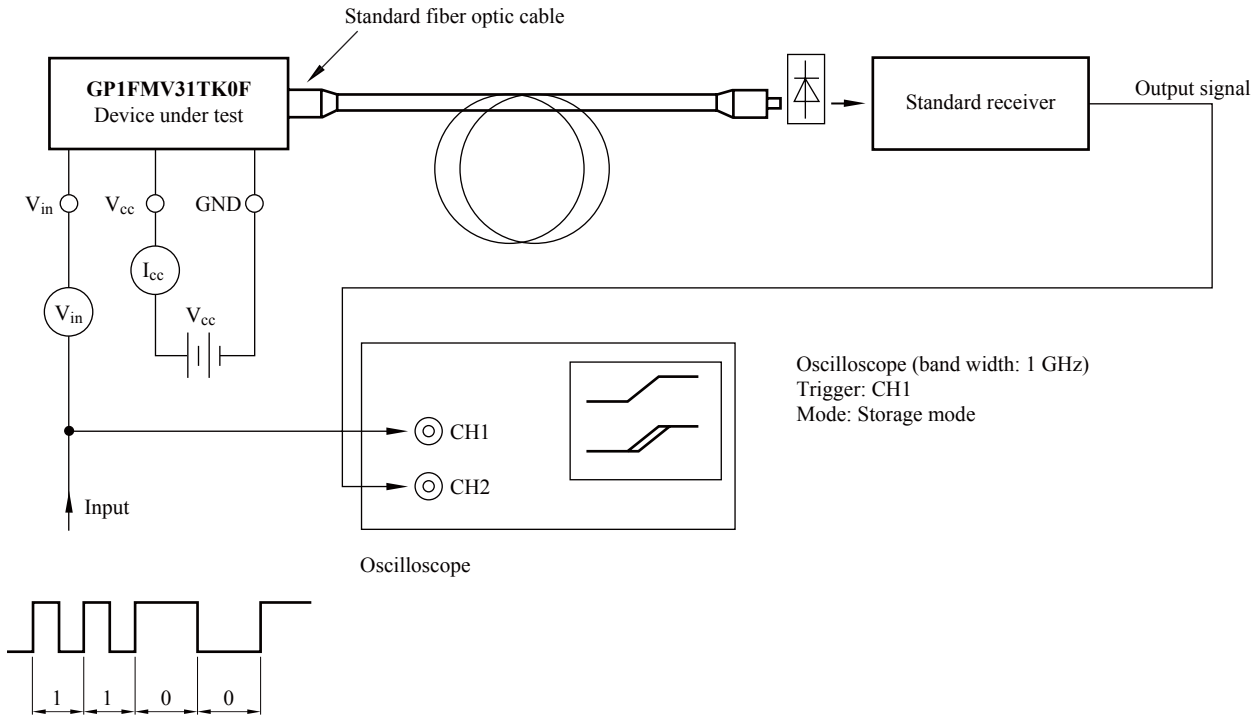 Standard fiber optic cable
GP1FMV31TK0F
Device under test
Standard receiver
Output signal
Vin
Vcc
GND
Icc
Vin
Vcc
Oscilloscope (band width: 1 GHz)
Trigger: CH1
Mode: Storage mode
CH1
CH2
Input
Oscilloscope
1 1 0 0